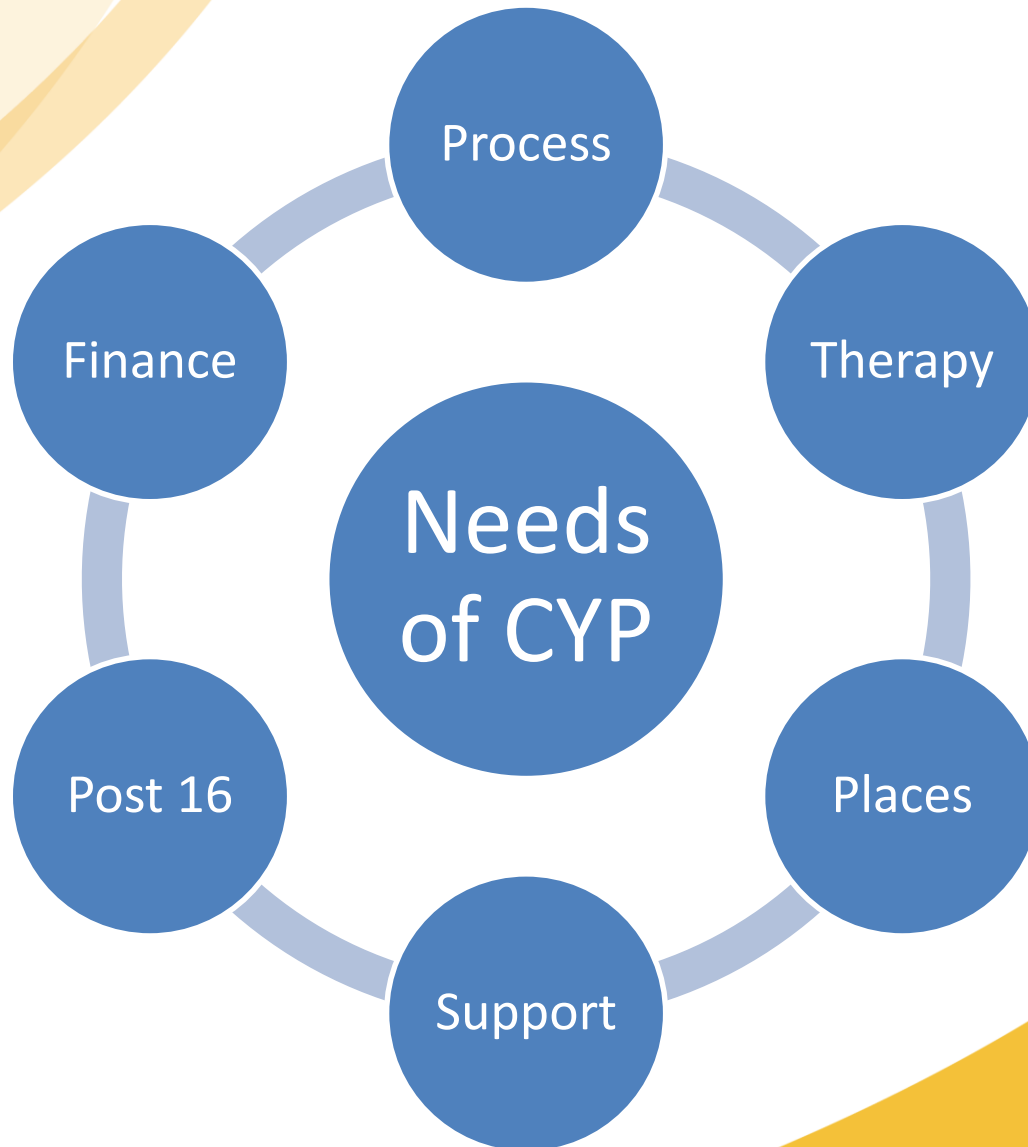 Process
Finance
Therapy
Needs
of CYP
Post 16
Places
Support